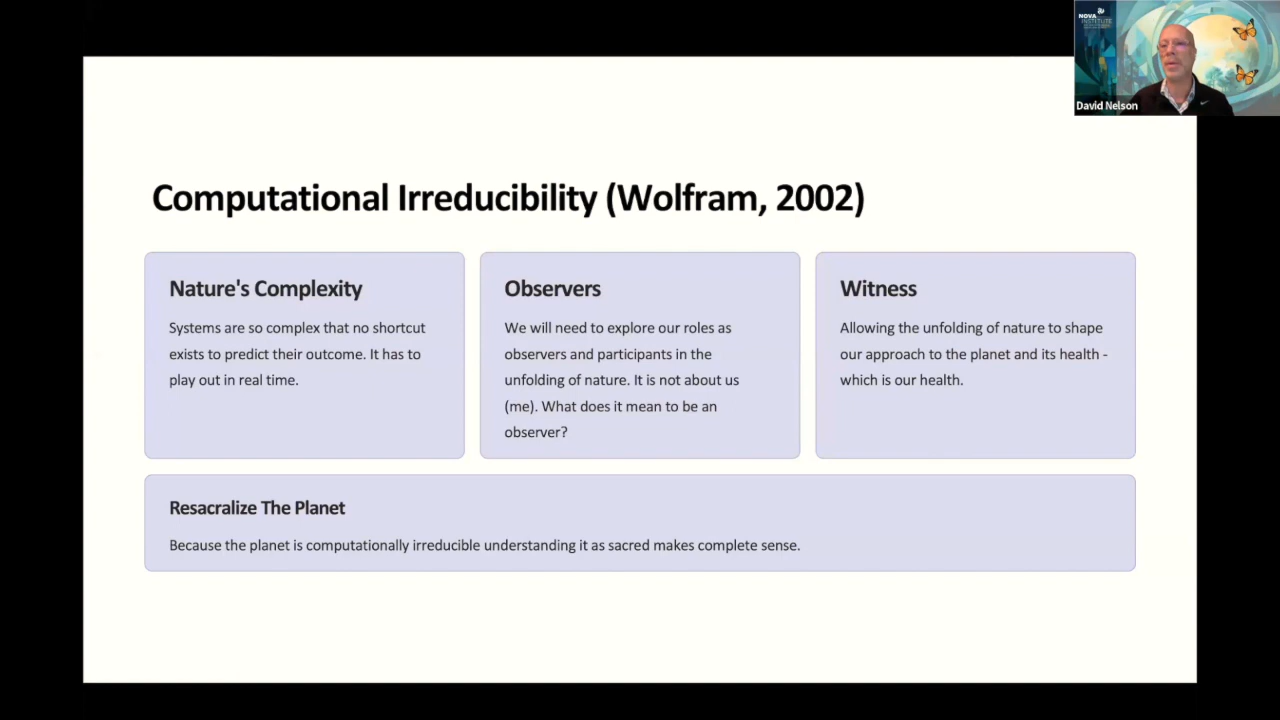 NOVA
INSTITUTE
David Nelson
Computational Irreducibility (Wolfram, 2002)
Nature's Complexity
Systems are so complex that no shortcut
exists to predict their outcome. It has to
play out in real time.
Observers
We will need to explore our roles as
observers and participants in the
unfolding of nature. It is not about us
(me). What does it mean to be an
observer?
Witness
Allowing the unfolding of nature to shape
our approach to the planet and its health -
which is our health.
Resacralize The Planet
Because the planet is computationally irreducible understanding it as sacred makes complete sense.